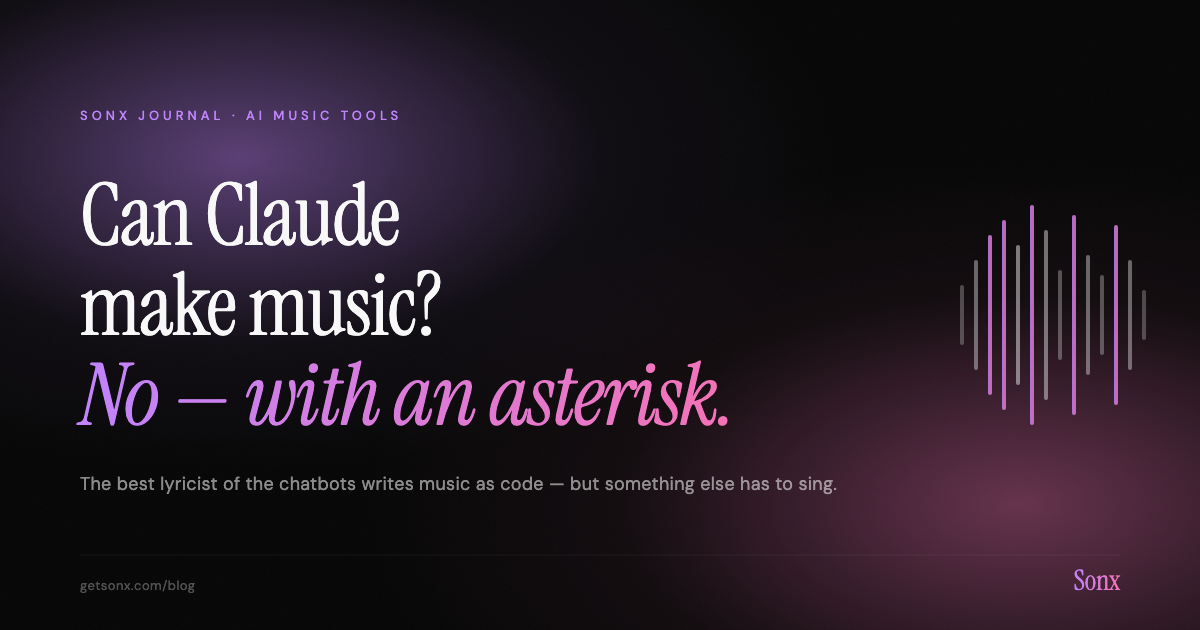 SONX JOURNAL · AI MUSIC TOOLS
Can Claude
make music?
No — with an asterisk.
The best lyricist of the chatbots writes music as code — but something else has to sing.
getsonx.com/blog
Sonx